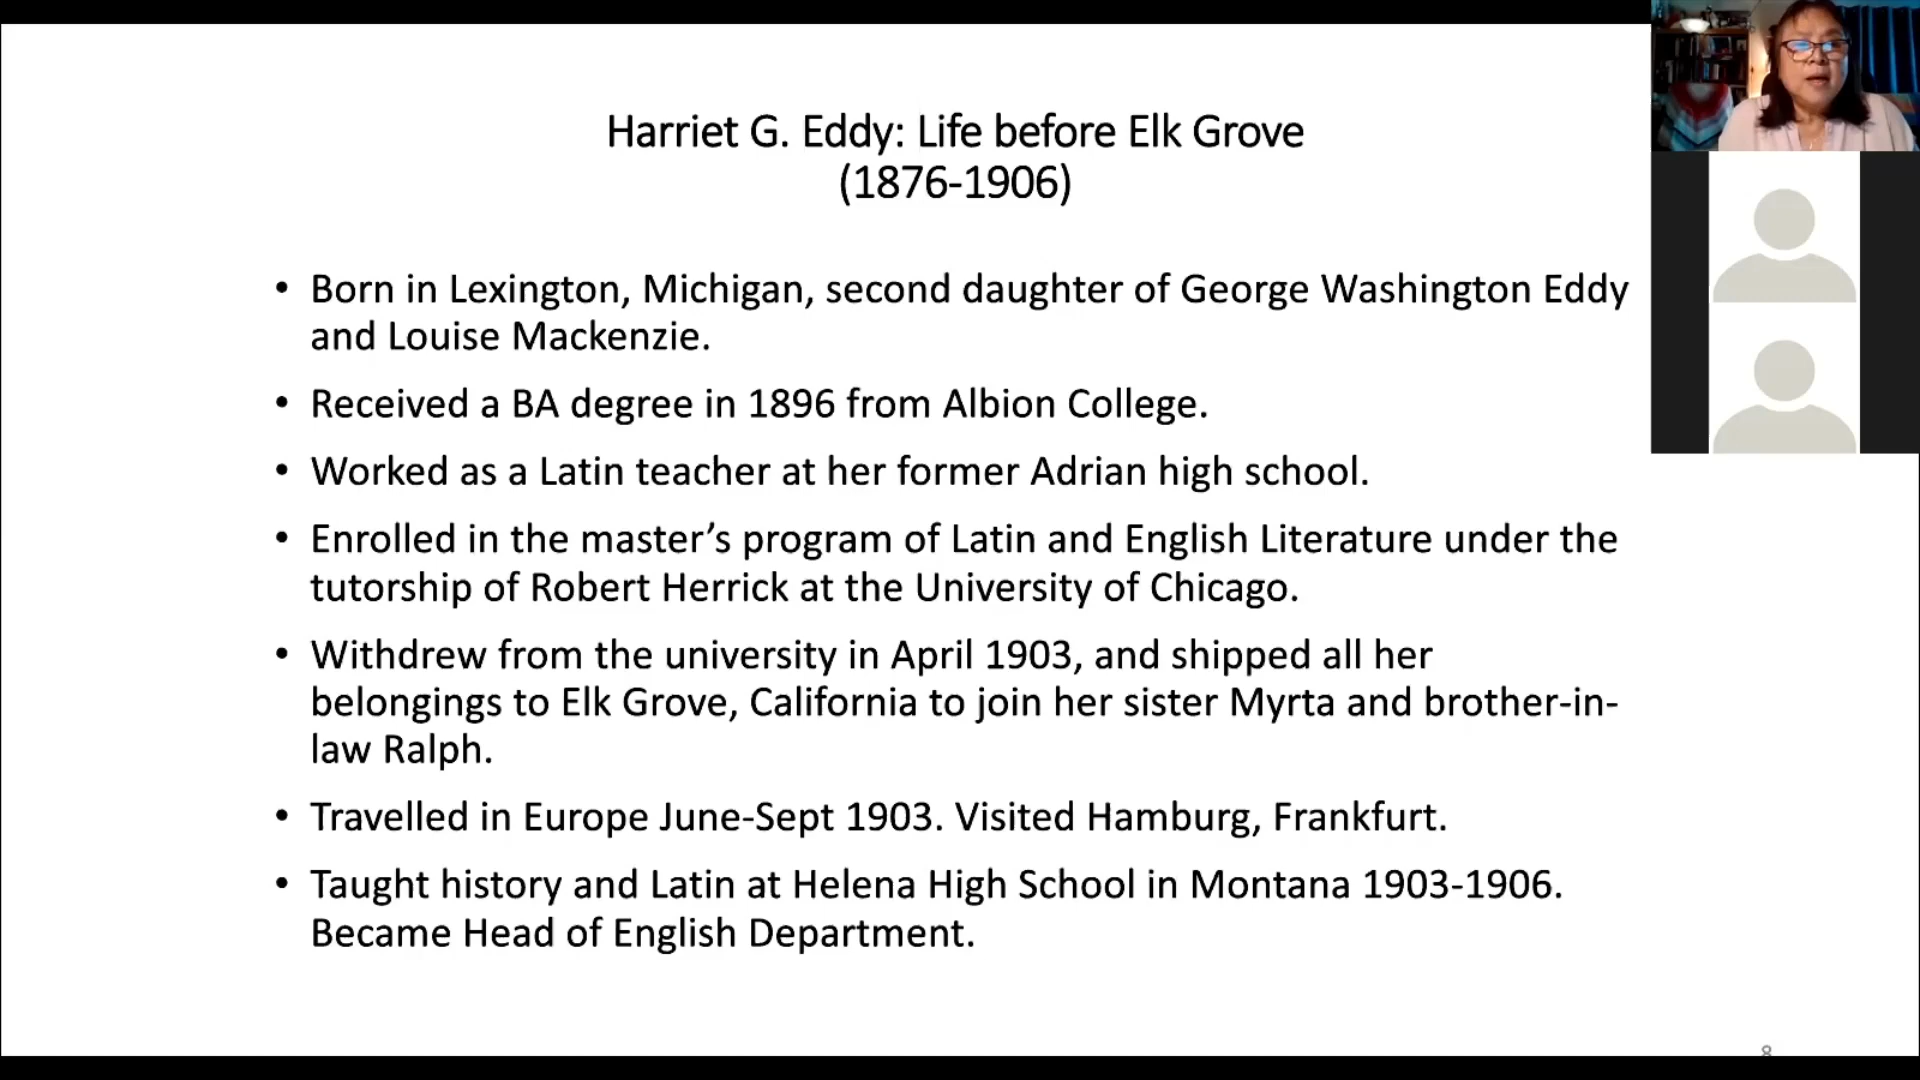 Harriet G. Eddy: Life before Elk Grove
(1876-1906)
• Born in Lexington, Michigan, second daughter of George Washington Eddy
and Louise Mackenzie.
• Received a BA degree in 1896 from Albion College.
• Worked as a Latin teacher at her former Adrian high school.
• Enrolled in the master’s program of Latin and English Literature under the
tutorship of Robert Herrick at the University of Chicago.
• Withdrew from the university in April 1903, and shipped all her
belongings to Elk Grove, California to join her sister Myrta and brother-in-
law Ralph.
• Travelled in Europe June-Sept 1903. Visited Hamburg, Frankfurt.
• Taught history and Latin at Helena High School in Montana 1903-1906.
Became Head of English Department.
8